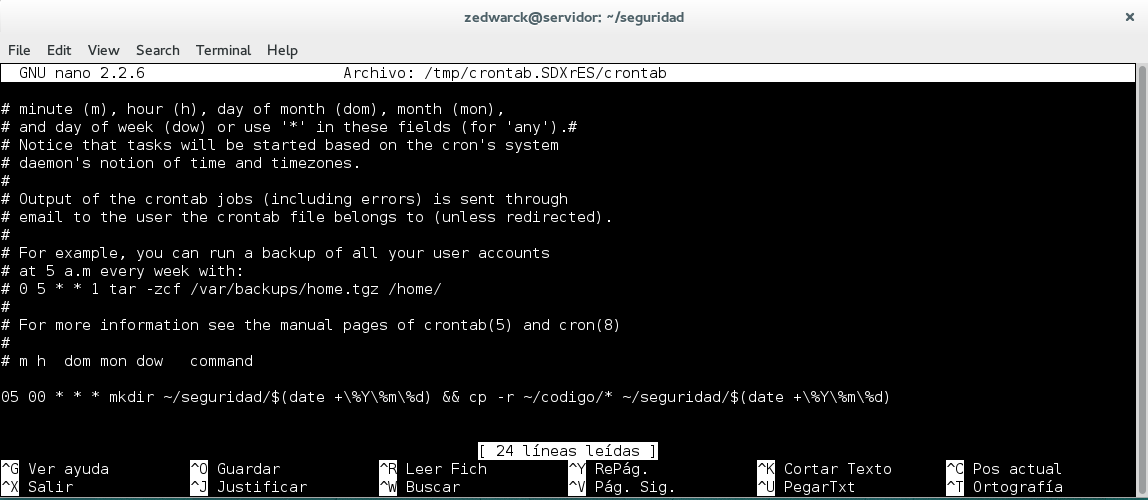 zedwarck@servidor: ~/seguridad
File Edit View Search Terminal Help
GNU nano 2.2.6 Archivo: /tmp/crontab.SDXrES/crontab
# minute (m), hour (h), day of month (dom), month (mon),
# and day of week (dow) or use '*' in these fields (for 'any').#
# Notice that tasks will be started based on the cron's system
# daemon's notion of time and timezones.
#
# Output of the crontab jobs (including errors) is sent through
# email to the user the crontab file belongs to (unless redirected).
#
# For example, you can run a backup of all your user accounts
# at 5 a.m every week with:
# 0 5 * * 1 tar -zcf /var/backups/home.tgz /home/
#
# For more information see the manual pages of crontab(5) and cron(8)
#
# m h  dom mon dow   command
05 00 * * * mkdir ~/seguridad/$(date +\%Y\%m\%d) && cp -r ~/codigo/* ~/seguridad/$(date +\%Y\%m\%d)
[ 24 líneas leídas ]
^G Ver ayuda ^O Guardar ^R Leer Fich ^Y RePág. ^K Cortar Texto ^C Pos actual
^X Salir ^J Justificar ^W Buscar ^V Pág. Sig. ^U PegarTxt ^T Ortografía